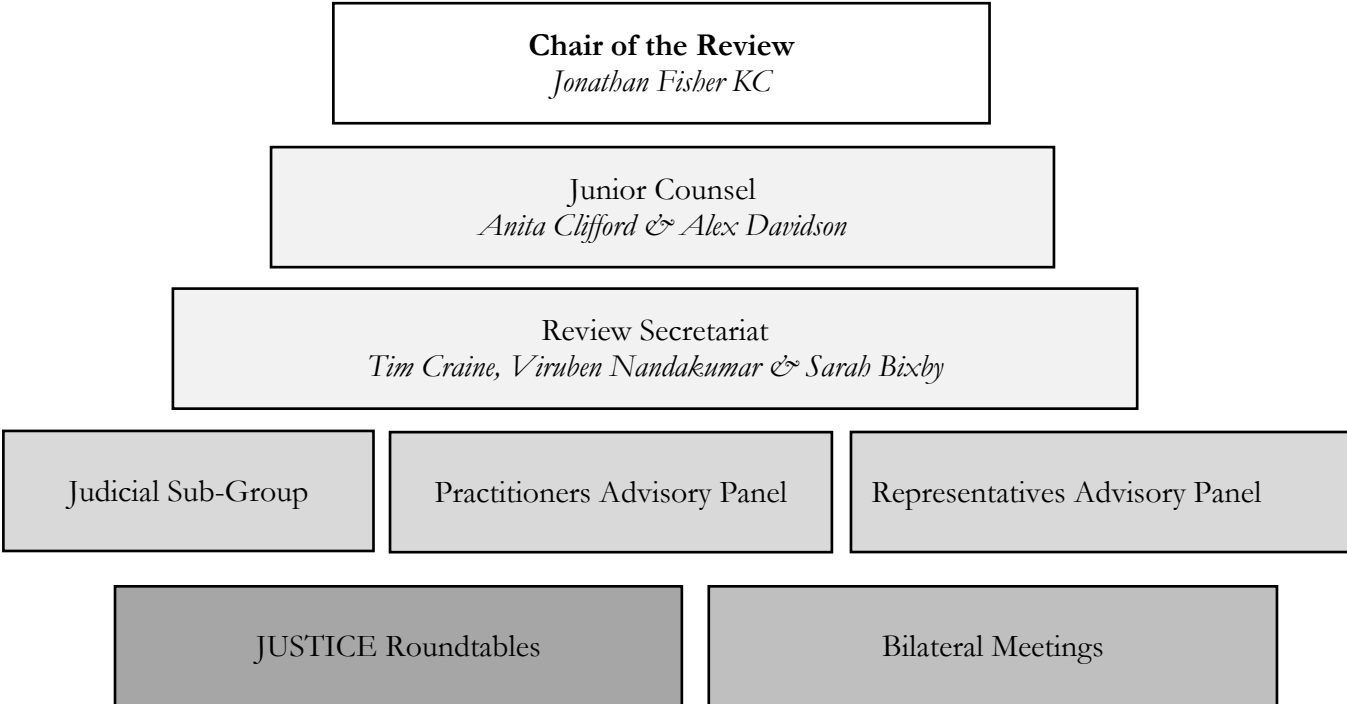 Chair of the Review
Jonathan Fisher KC
Junior Counsel
Anita Clifford & Alex Davidson
Review Secretariat
Tim Craine, Viruben Nandakumar & Sarah Bixby
Judicial Sub-Group
Practitioners Advisory Panel
Representatives Advisory Panel
JUSTICE Roundtables
Bilateral Meetings